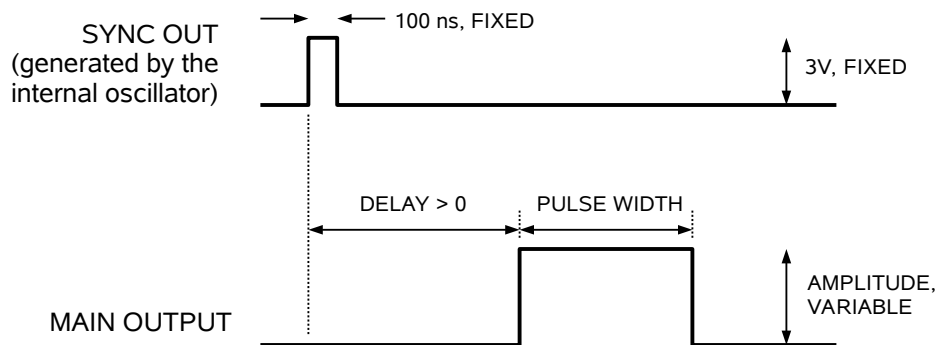 100 ns, FIXED
SYNC OUT
(generated by the
internal oscillator)
3V, FIXED
DELAY > 0
PULSE WIDTH
AMPLITUDE,
VARIABLE
MAIN OUTPUT